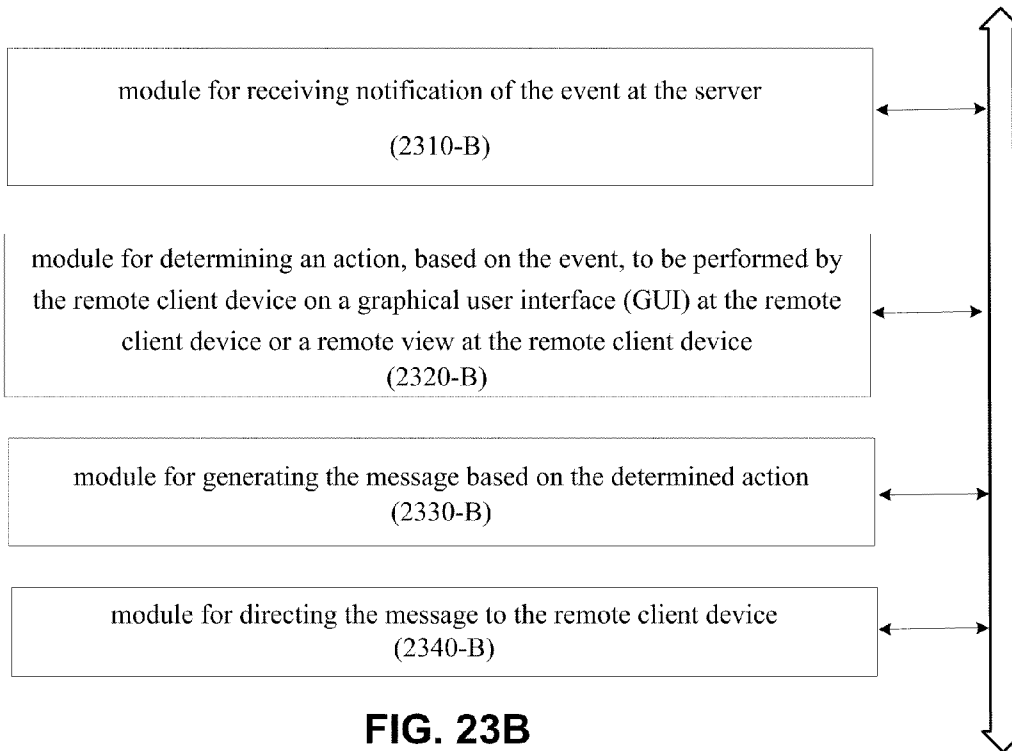 module for receiving notification of the event at the server
(2310-B)
module for determining an action, based on the event, to be performed by
the remote client device on a graphical user interface (GUI) at the remote
client device or a remote view at the remote client device
(2320-B)
module for generating the message based on the determined action
(2330-B)
module for directing the message to the remote client device
(2340-B)
FIG. 23B